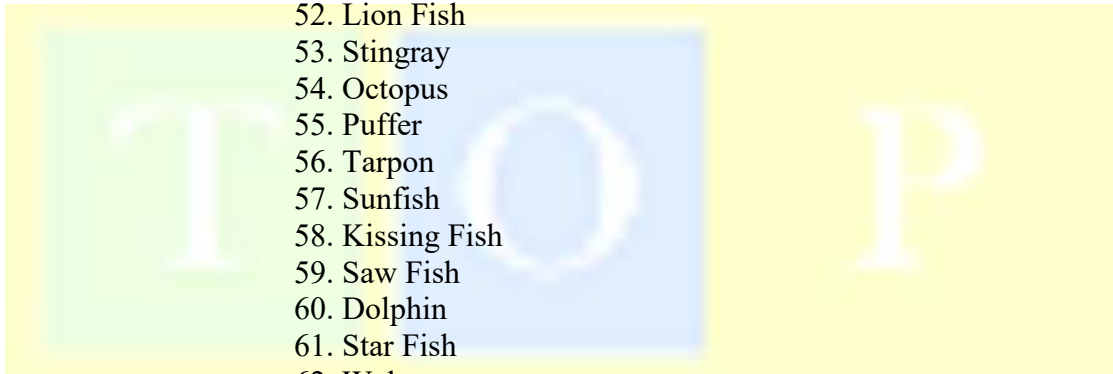 52. Lion Fish
53. Stingray
54. Octopus
55. Puffer
56. Tarpon
57. Sunfish
58. Kissing Fish
59. Saw Fish
60. Dolphin
61. Star Fish
T O P